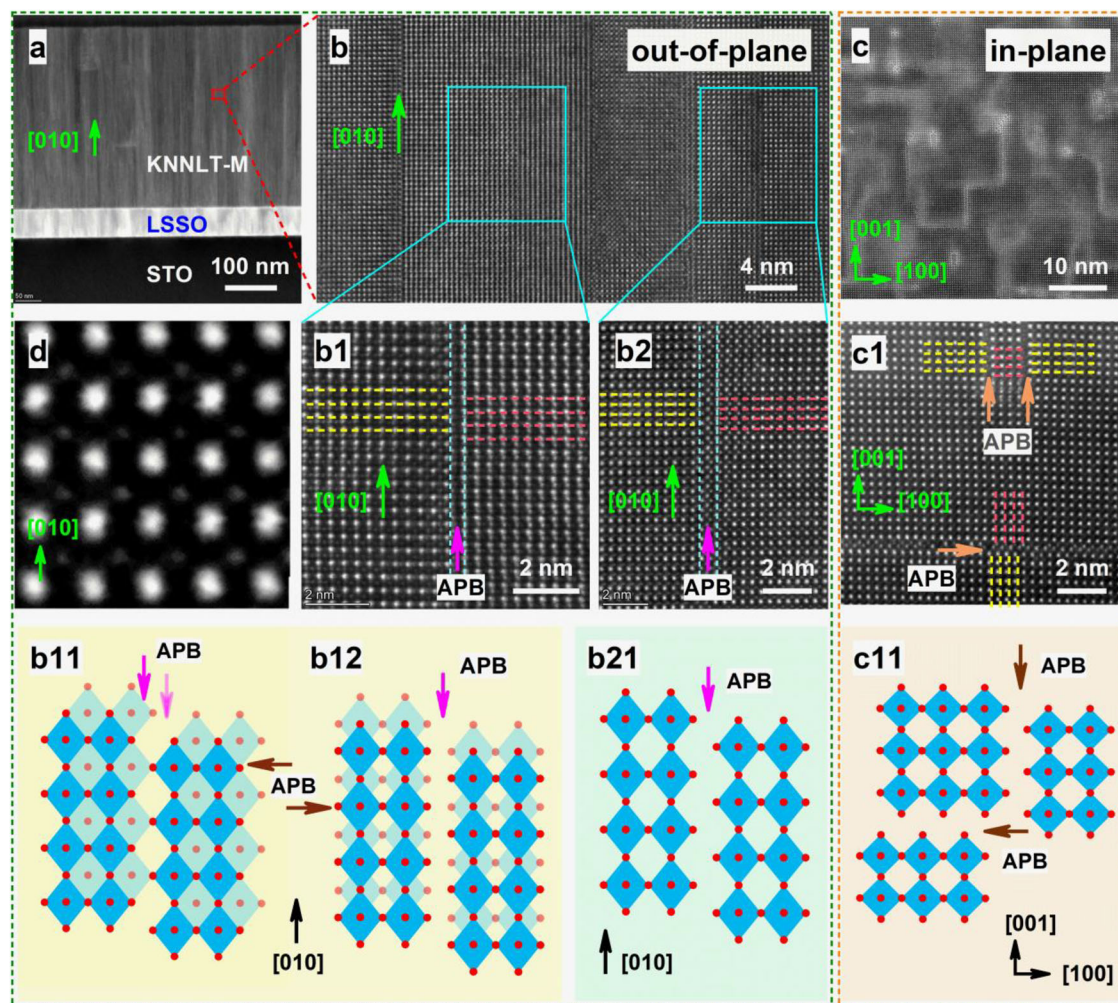 a
[010]
KNNLT-M
LSSO
STO
100 nm
50 nm
b
out-of-plane
[010]
4 nm
c
in-plane
[001]
[100]
10 nm
d
[010]
b1
[010]
APB
2 nm
2 nm
b2
[010]
APB
2 nm
2 nm
c1
APB
[001]
[100]
APB
2 nm
b11
APB
APB
[010]
b12
APB
b21
APB
[010]
c11
APB
APB
[001]
[100]